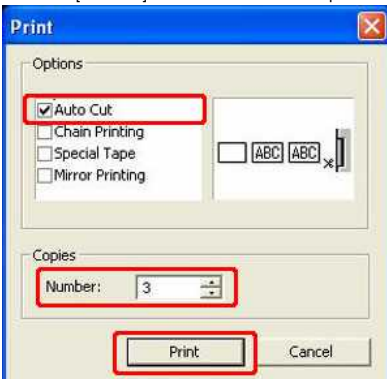 Print
Options
Auto Cut
Chain Printing
Special Tape
Mirror Printing
ABC ABC
Copies
Number: 3
Print Cancel